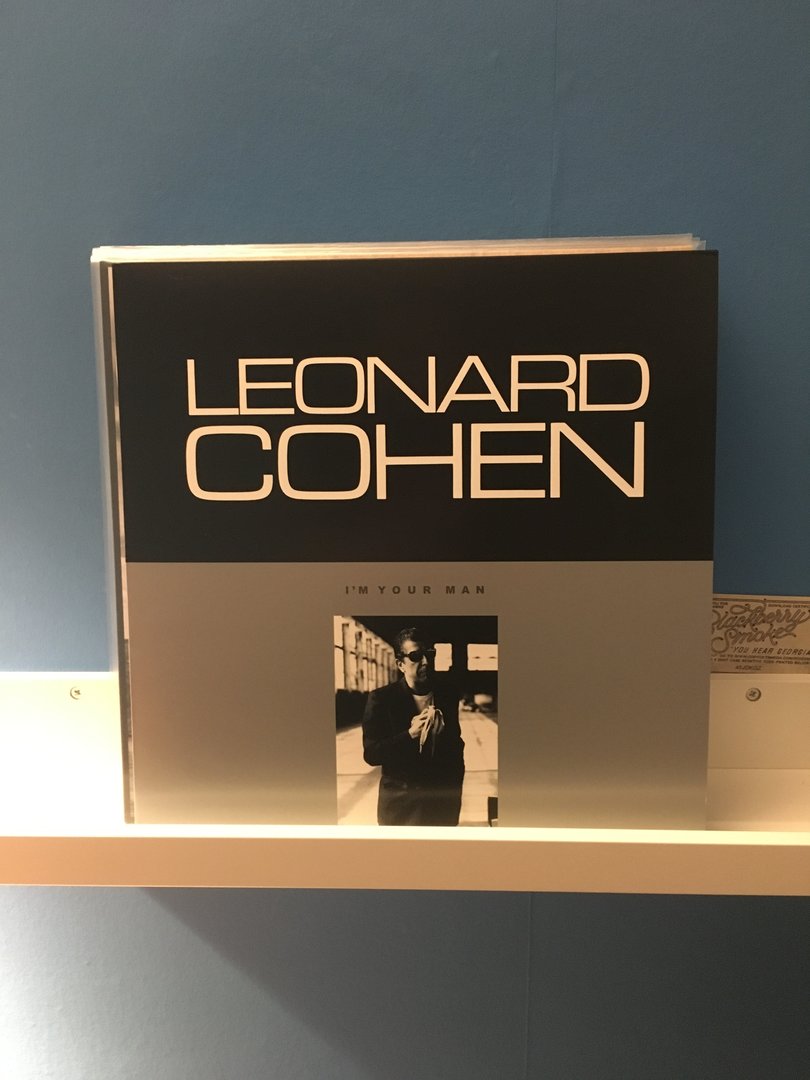 LEONARD
COHEN
I'M YOUR MAN
Blackberry
Smoke
YOU HEAR GEORGIA